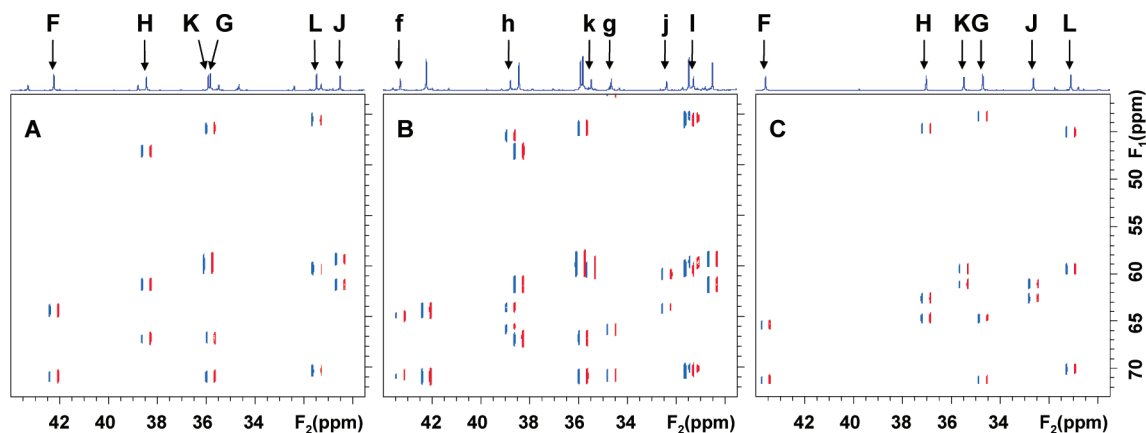 F H K G L J
f h k g j l
F H K G J L
A
B
C
F1(ppm)
50
55
60
65
70
42 40 38 36 34 F2(ppm)
42 40 38 36 34 F2(ppm)
42 40 38 36 34 F2(ppm)